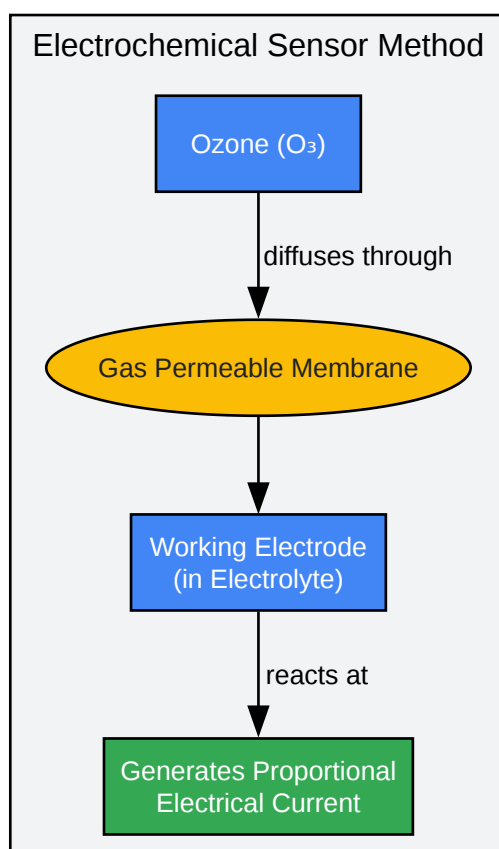 Electrochemical Sensor Method
Ozone (O₃)
diffuses through
Gas Permeable Membrane
Working Electrode
(in Electrolyte)
reacts at
Generates Proportional
Electrical Current